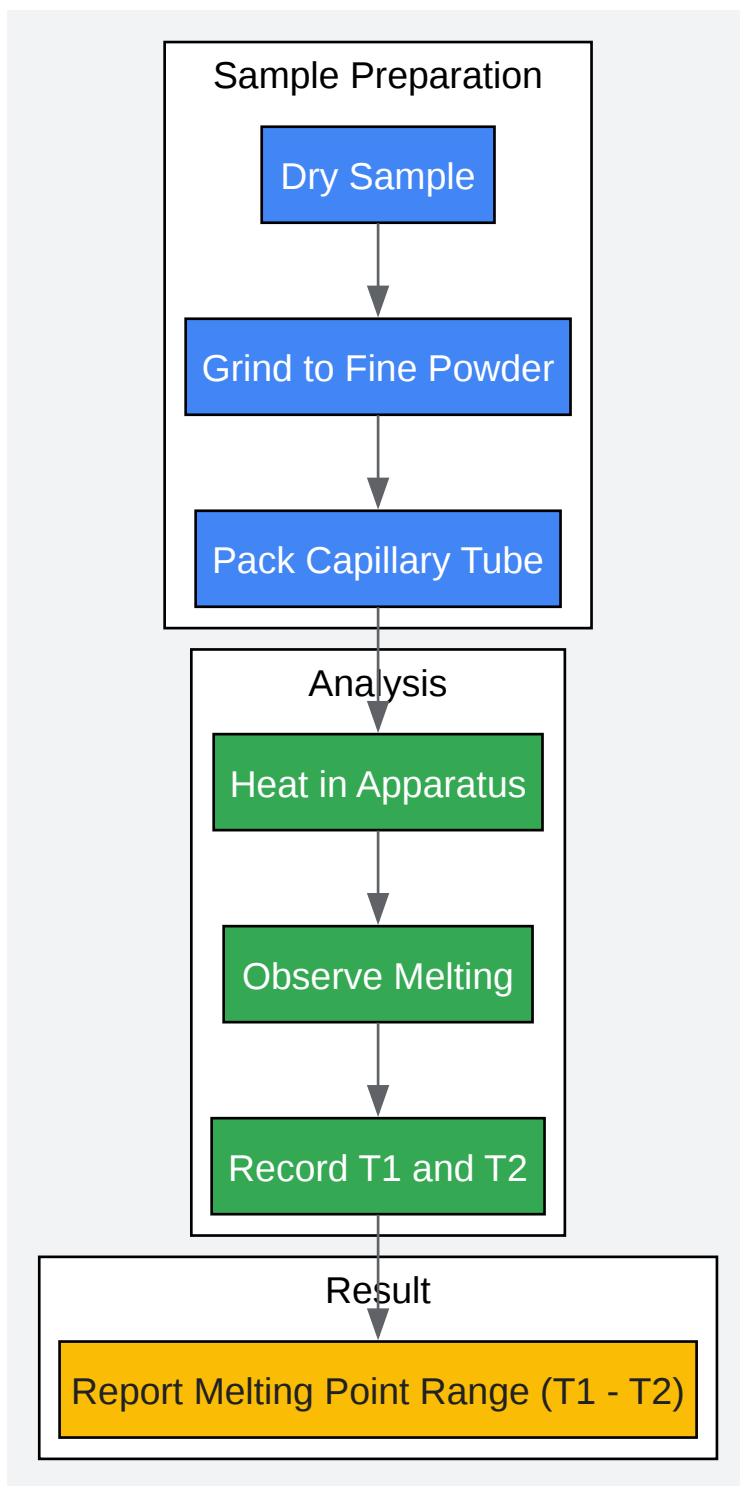 Sample Preparation
Dry Sample
Grind to Fine Powder
Pack Capillary Tube
Analysis
Heat in Apparatus
Observe Melting
Record T1 and T2
Result
Report Melting Point Range (T1 - T2)